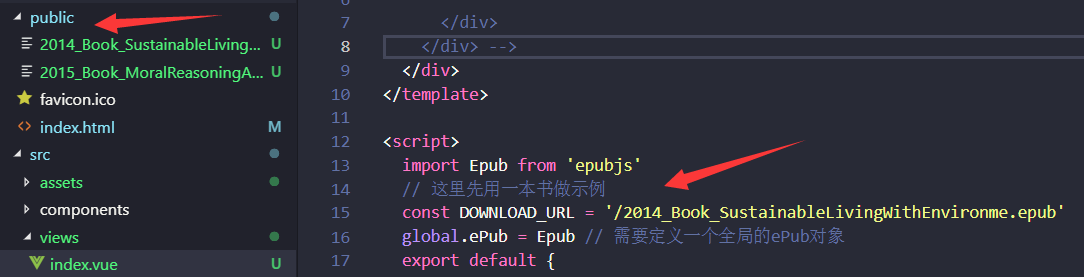 public
2014_Book_SustainableLiving... U
2015_Book_MoralReasoningA... U
favicon.ico
index.html M
src
assets
components
views
index.vue U
6
7 </div>
8 </div> -->
9 </div>
10 </template>
11
12 <script>
13 import Epub from 'epubjs'
14 // 这里先用一本书做示例
15 const DOWNLOAD_URL = '/2014_Book_SustainableLivingWithEnvironme.epub'
16 global.ePub = Epub // 需要定义一个全局的ePub对象
17 export default {